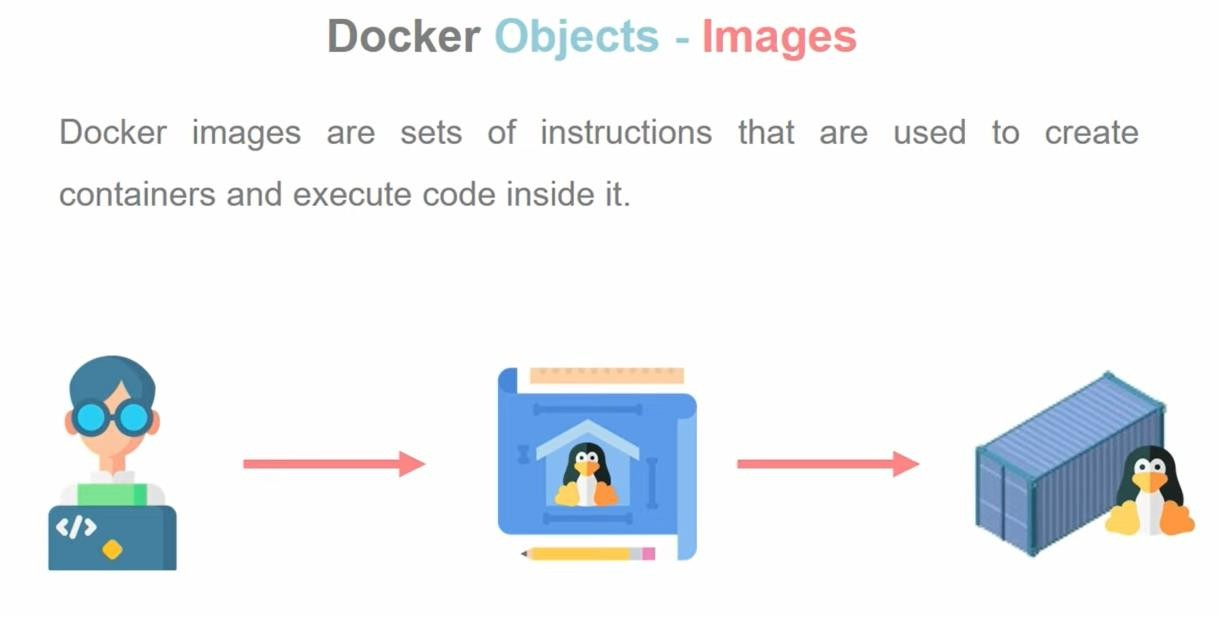 Docker Objects - Images
Docker images are sets of instructions that are used to create
containers and execute code inside it.
</>